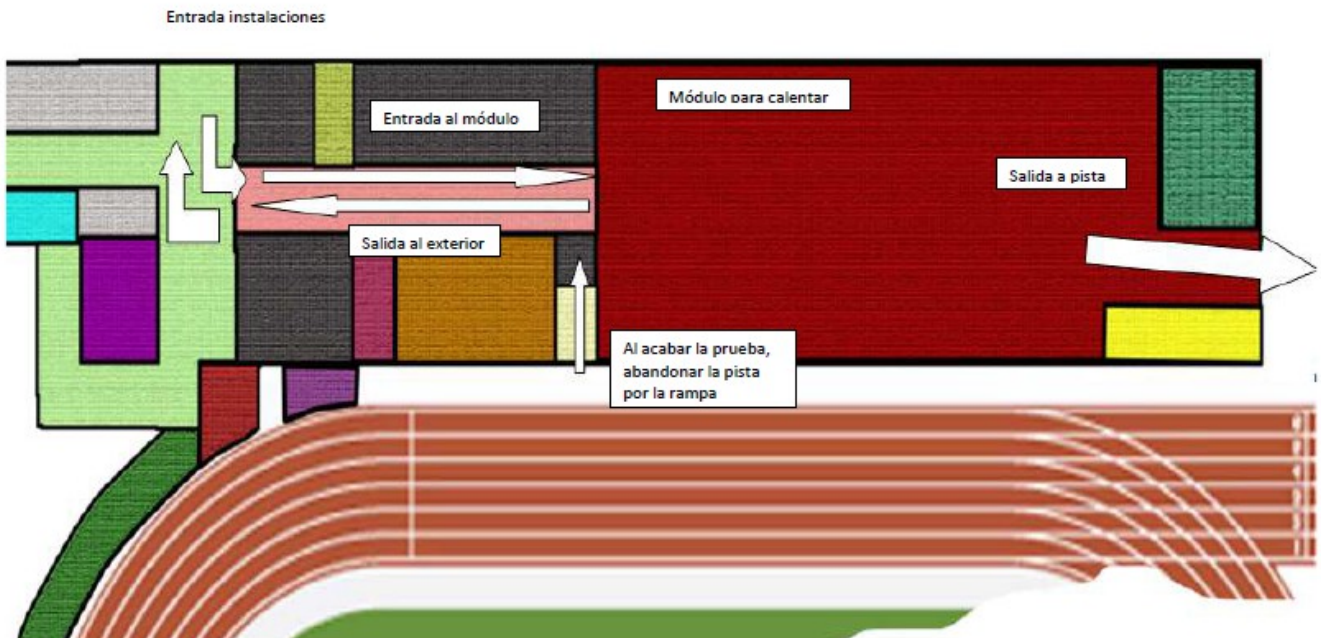 Entrada instalaciones
Módulo para calentar
Entrada al módulo
Salida a pista
Salida al exterior
Al acabar la prueba,
abandonar la pista
por la rampa